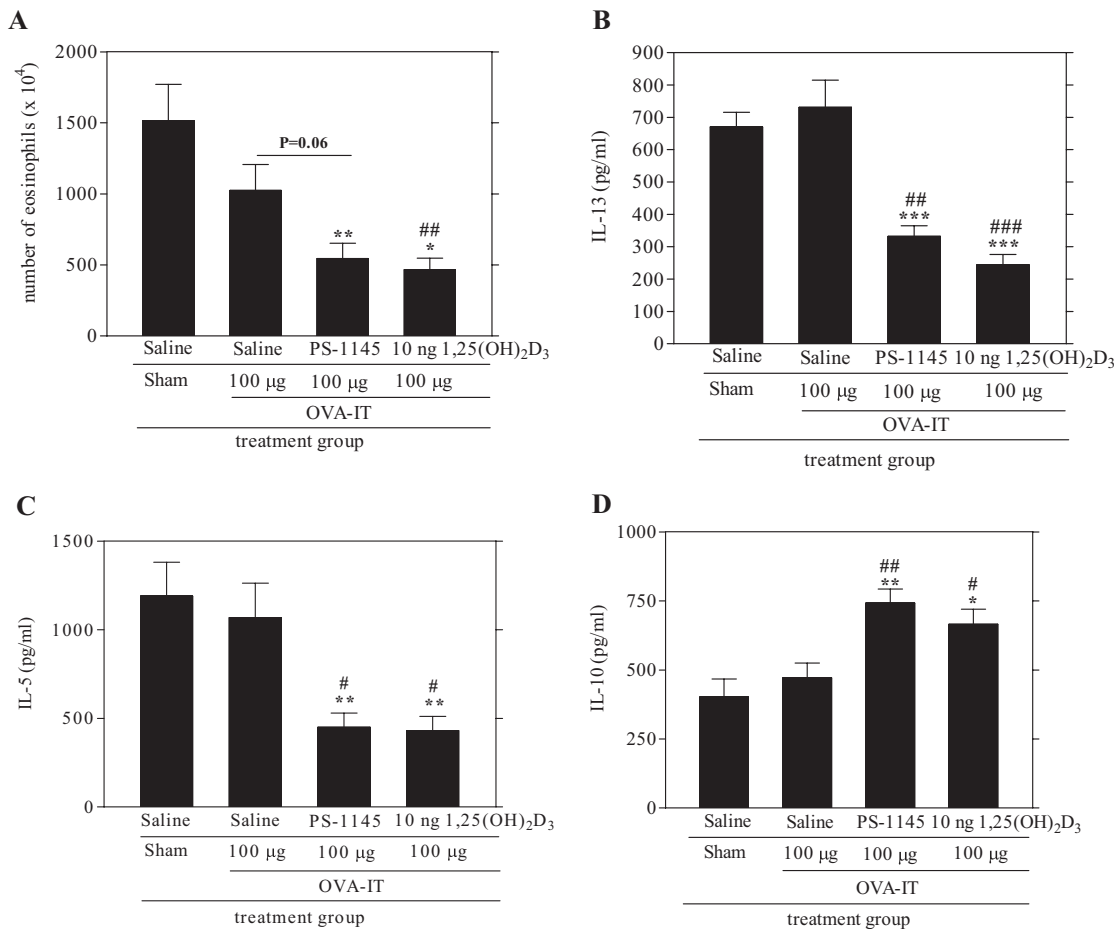 A
2000
1500
1000
500
0
number of eosinophils (x 10⁴)
P=0.06
**
##
*
Saline Saline PS-1145 10 ng 1,25(OH)₂D₃
Sham 100 µg 100 µg 100 µg
OVA-IT
treatment group
B
900
800
700
600
500
400
300
200
100
0
IL-13 (pg/ml)
##
***
###
***
Saline Saline PS-1145 10 ng 1,25(OH)₂D₃
Sham 100 µg 100 µg 100 µg
OVA-IT
treatment group
C
1500
1000
500
0
IL-5 (pg/ml)
#
**
#
**
Saline Saline PS-1145 10 ng 1,25(OH)₂D₃
Sham 100 µg 100 µg 100 µg
OVA-IT
treatment group
D
1000
750
500
250
0
IL-10 (pg/ml)
##
**
#
*
Saline Saline PS-1145 10 ng 1,25(OH)₂D₃
Sham 100 µg 100 µg 100 µg
OVA-IT
treatment group